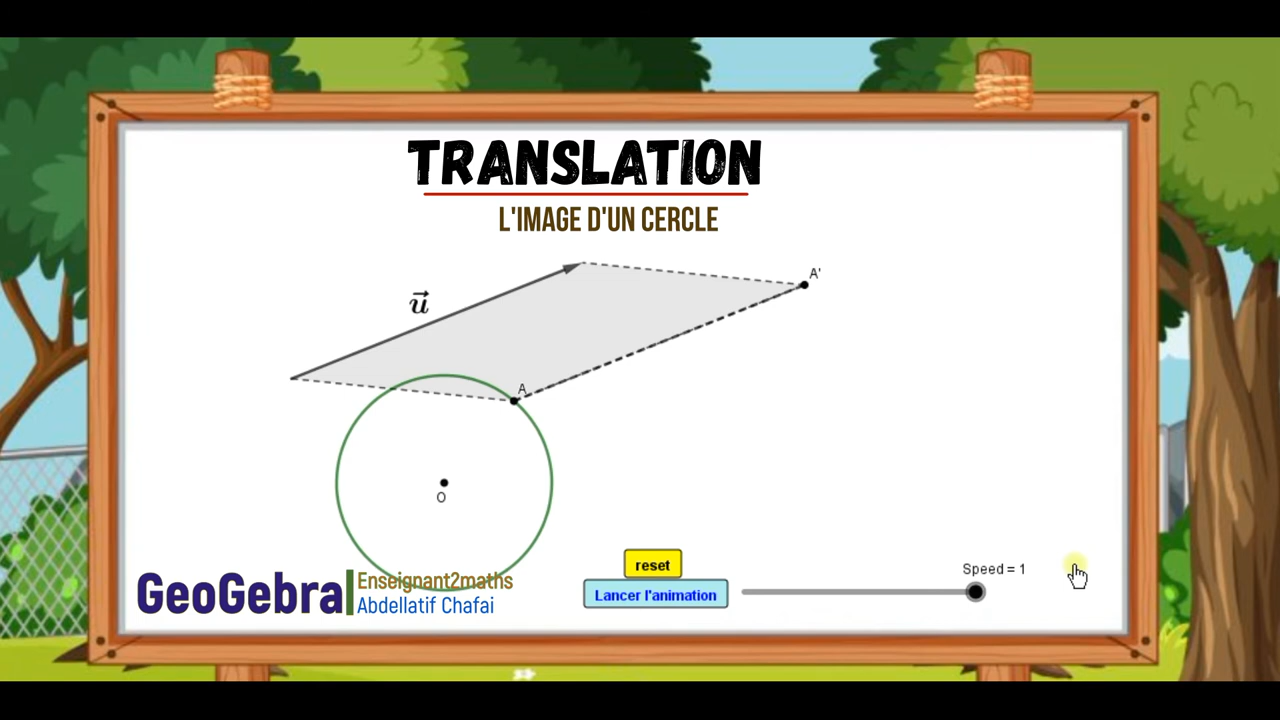 TRANSLATION
L'IMAGE D'UN CERCLE
A'
u⃗
A
O
reset
Speed = 1
GeoGebra
Enseignant2maths
Abdellatif Chafai
Lancer l'animation